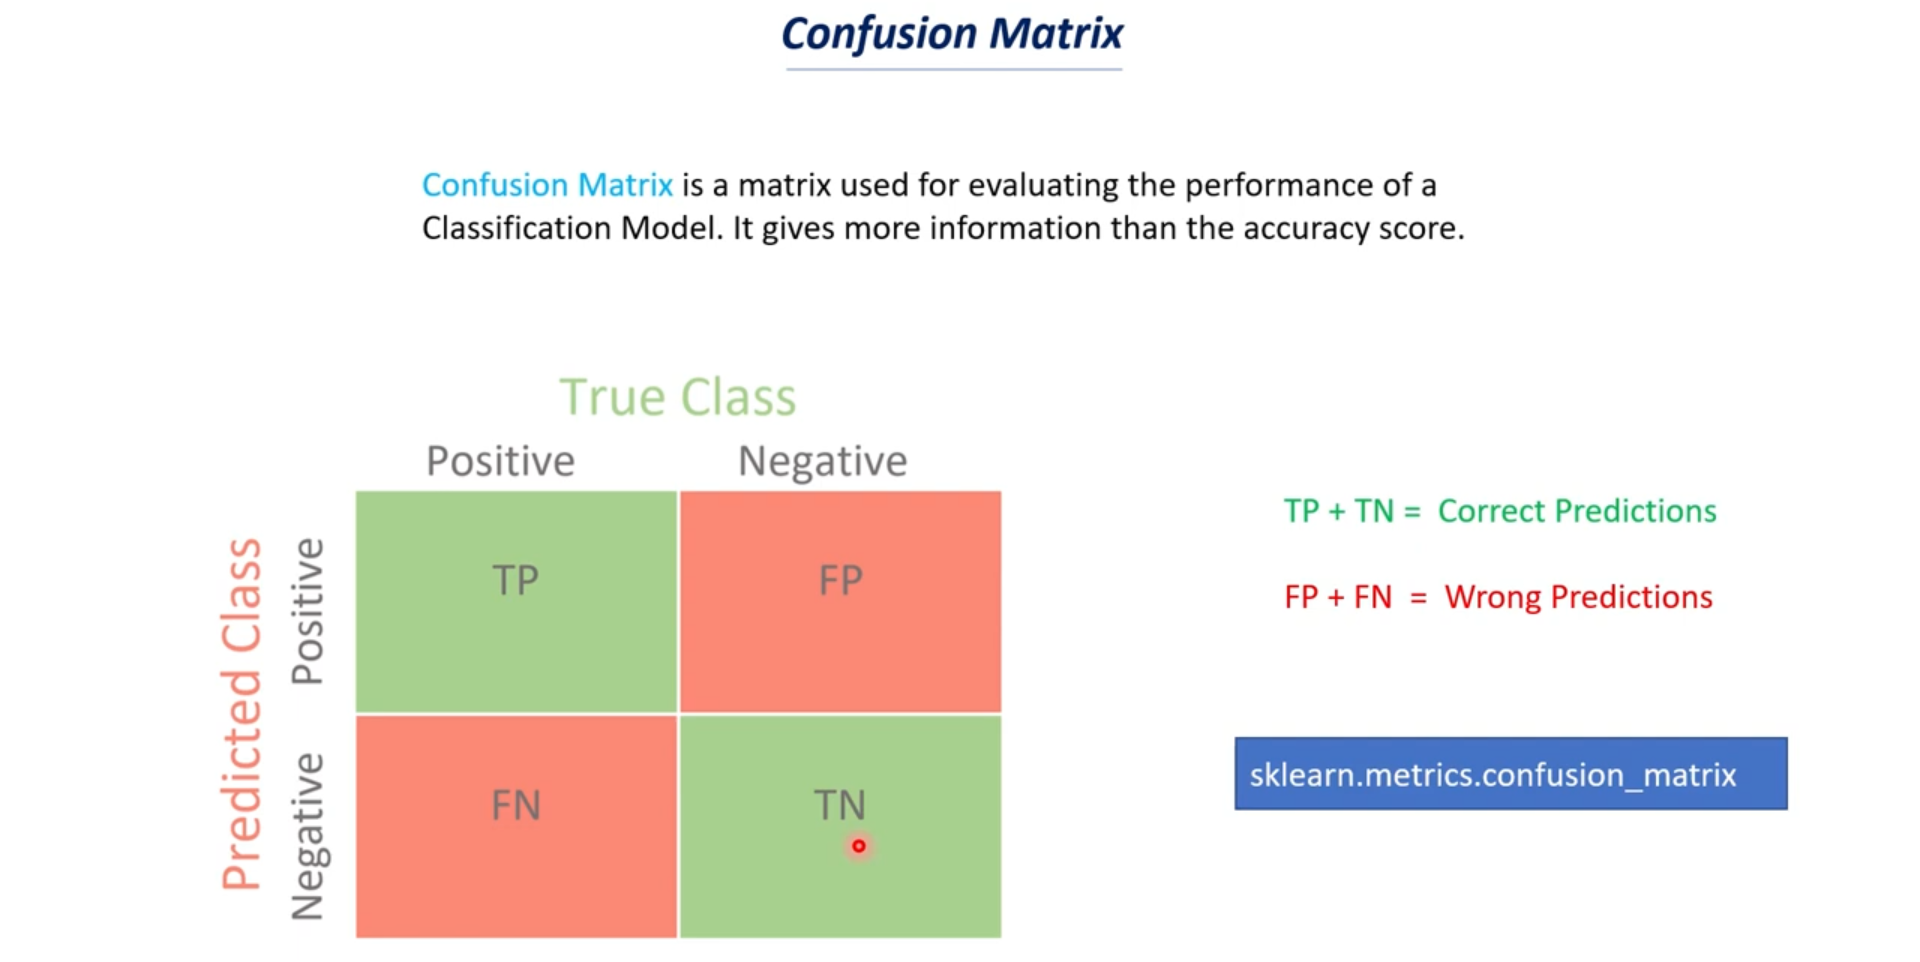 Confusion Matrix
Confusion Matrix is a matrix used for evaluating the performance of a
Classification Model. It gives more information than the accuracy score.
True Class
Positive Negative
Predicted Class
Positive
Negative
TP FP
FN TN
TP + TN = Correct Predictions
FP + FN = Wrong Predictions
sklearn.metrics.confusion_matrix